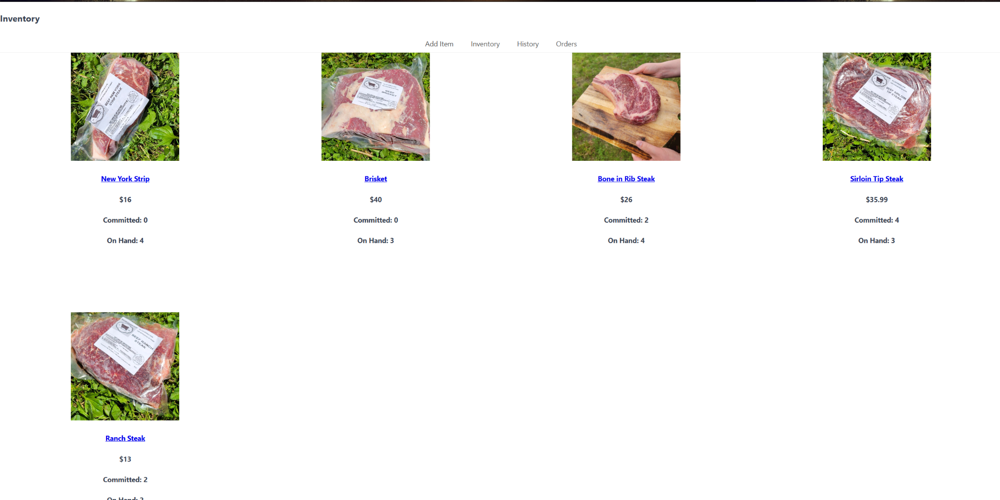 Inventory
Add Item Inventory History Orders
BEEF NEW YORK
STRIP STEAK
BEEF
BRISKET
BEEF SIRLOIN
TIP STEAK
New York Strip
Brisket
Bone in Rib Steak
Sirloin Tip Steak
$16
$40
$26
$35.99
Committed: 0
Committed: 0
Committed: 2
Committed: 4
On Hand: 4
On Hand: 3
On Hand: 4
On Hand: 3
BEEF RANCH
STEAK
Ranch Steak
$13
Committed: 2
On Hand: